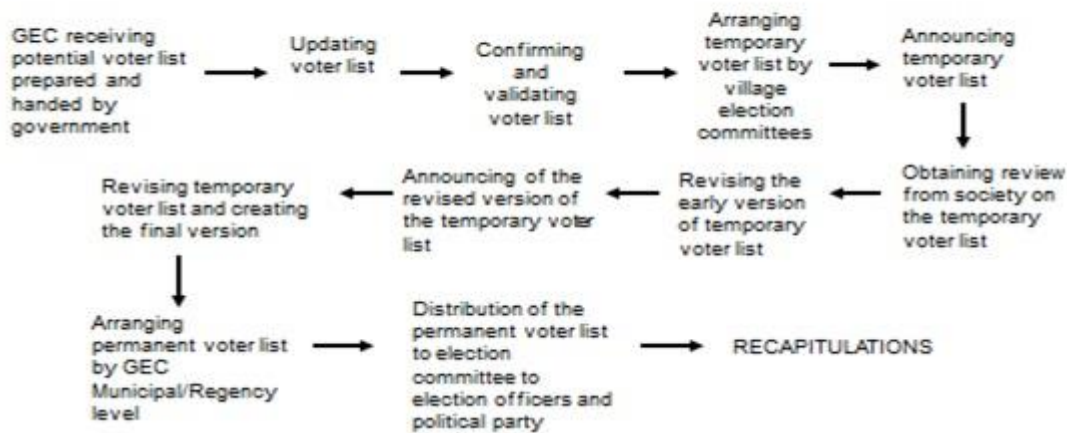 GEC receiving
potential voter list
prepared and
handed by
government
Updating
voter list
Confirming
and
validating
voter list
Arranging
temporary
voter list by
village
election
committees
Announcing
temporary
voter list
Obtaining review
from society on
the temporary
voter list
Revising the
early version
of temporary
voter list
Announcing of the
revised version of
the temporary voter
list
Revising temporary
voter list and creating
the final version
Arranging
permanent voter list
by GEC
Municipal/Regency
level
Distribution of the
permanent voter list
to election
committee to
election officers and
political party
RECAPITULATIONS